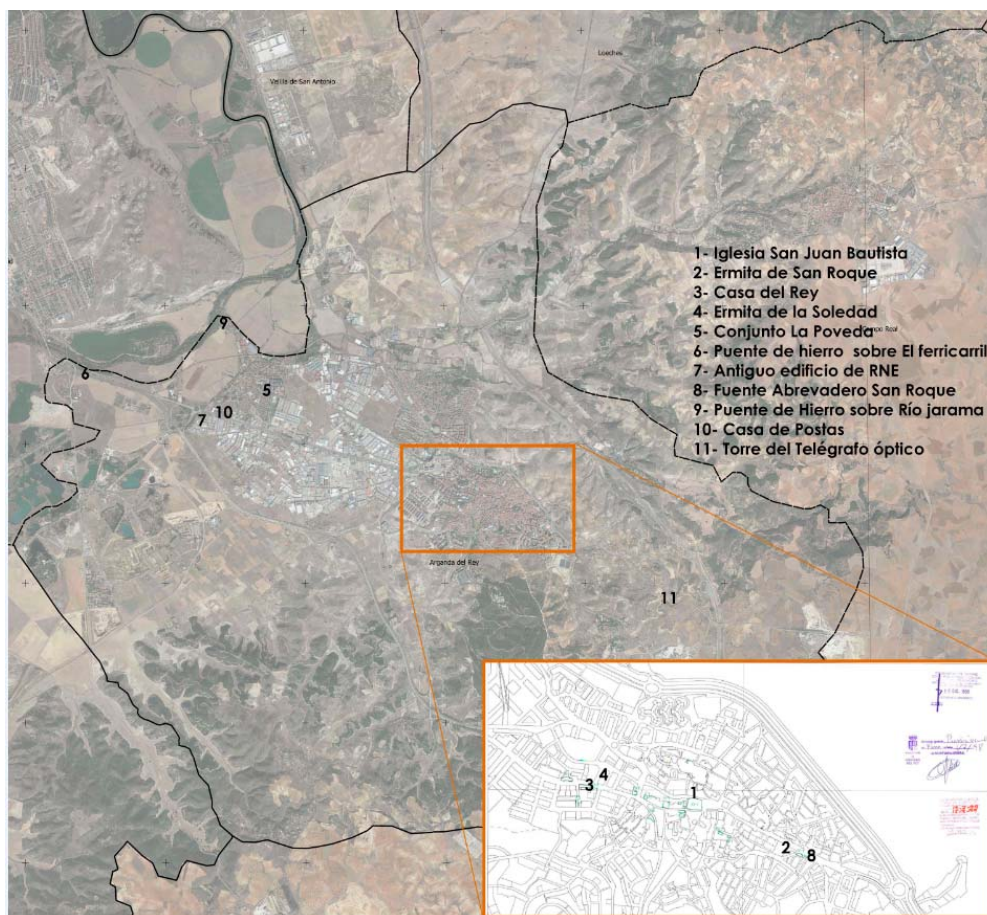 Velilla de San Antonio
Loeches
1- Iglesia San Juan Bautista
2- Ermita de San Roque
3- Casa del Rey
4- Ermita de la Soledad
5- Conjunto La Poveda
6- Puente de hierro sobre El ferricarril
7- Antiguo edificio de RNE
8- Fuente Abrevadero San Roque
9- Puente de Hierro sobre Río jarama
10- Casa de Postas
11- Torre del Telégrafo óptico
Real
9
6
5
10
7
Arganda del Rey
11
4
3
1
2
8